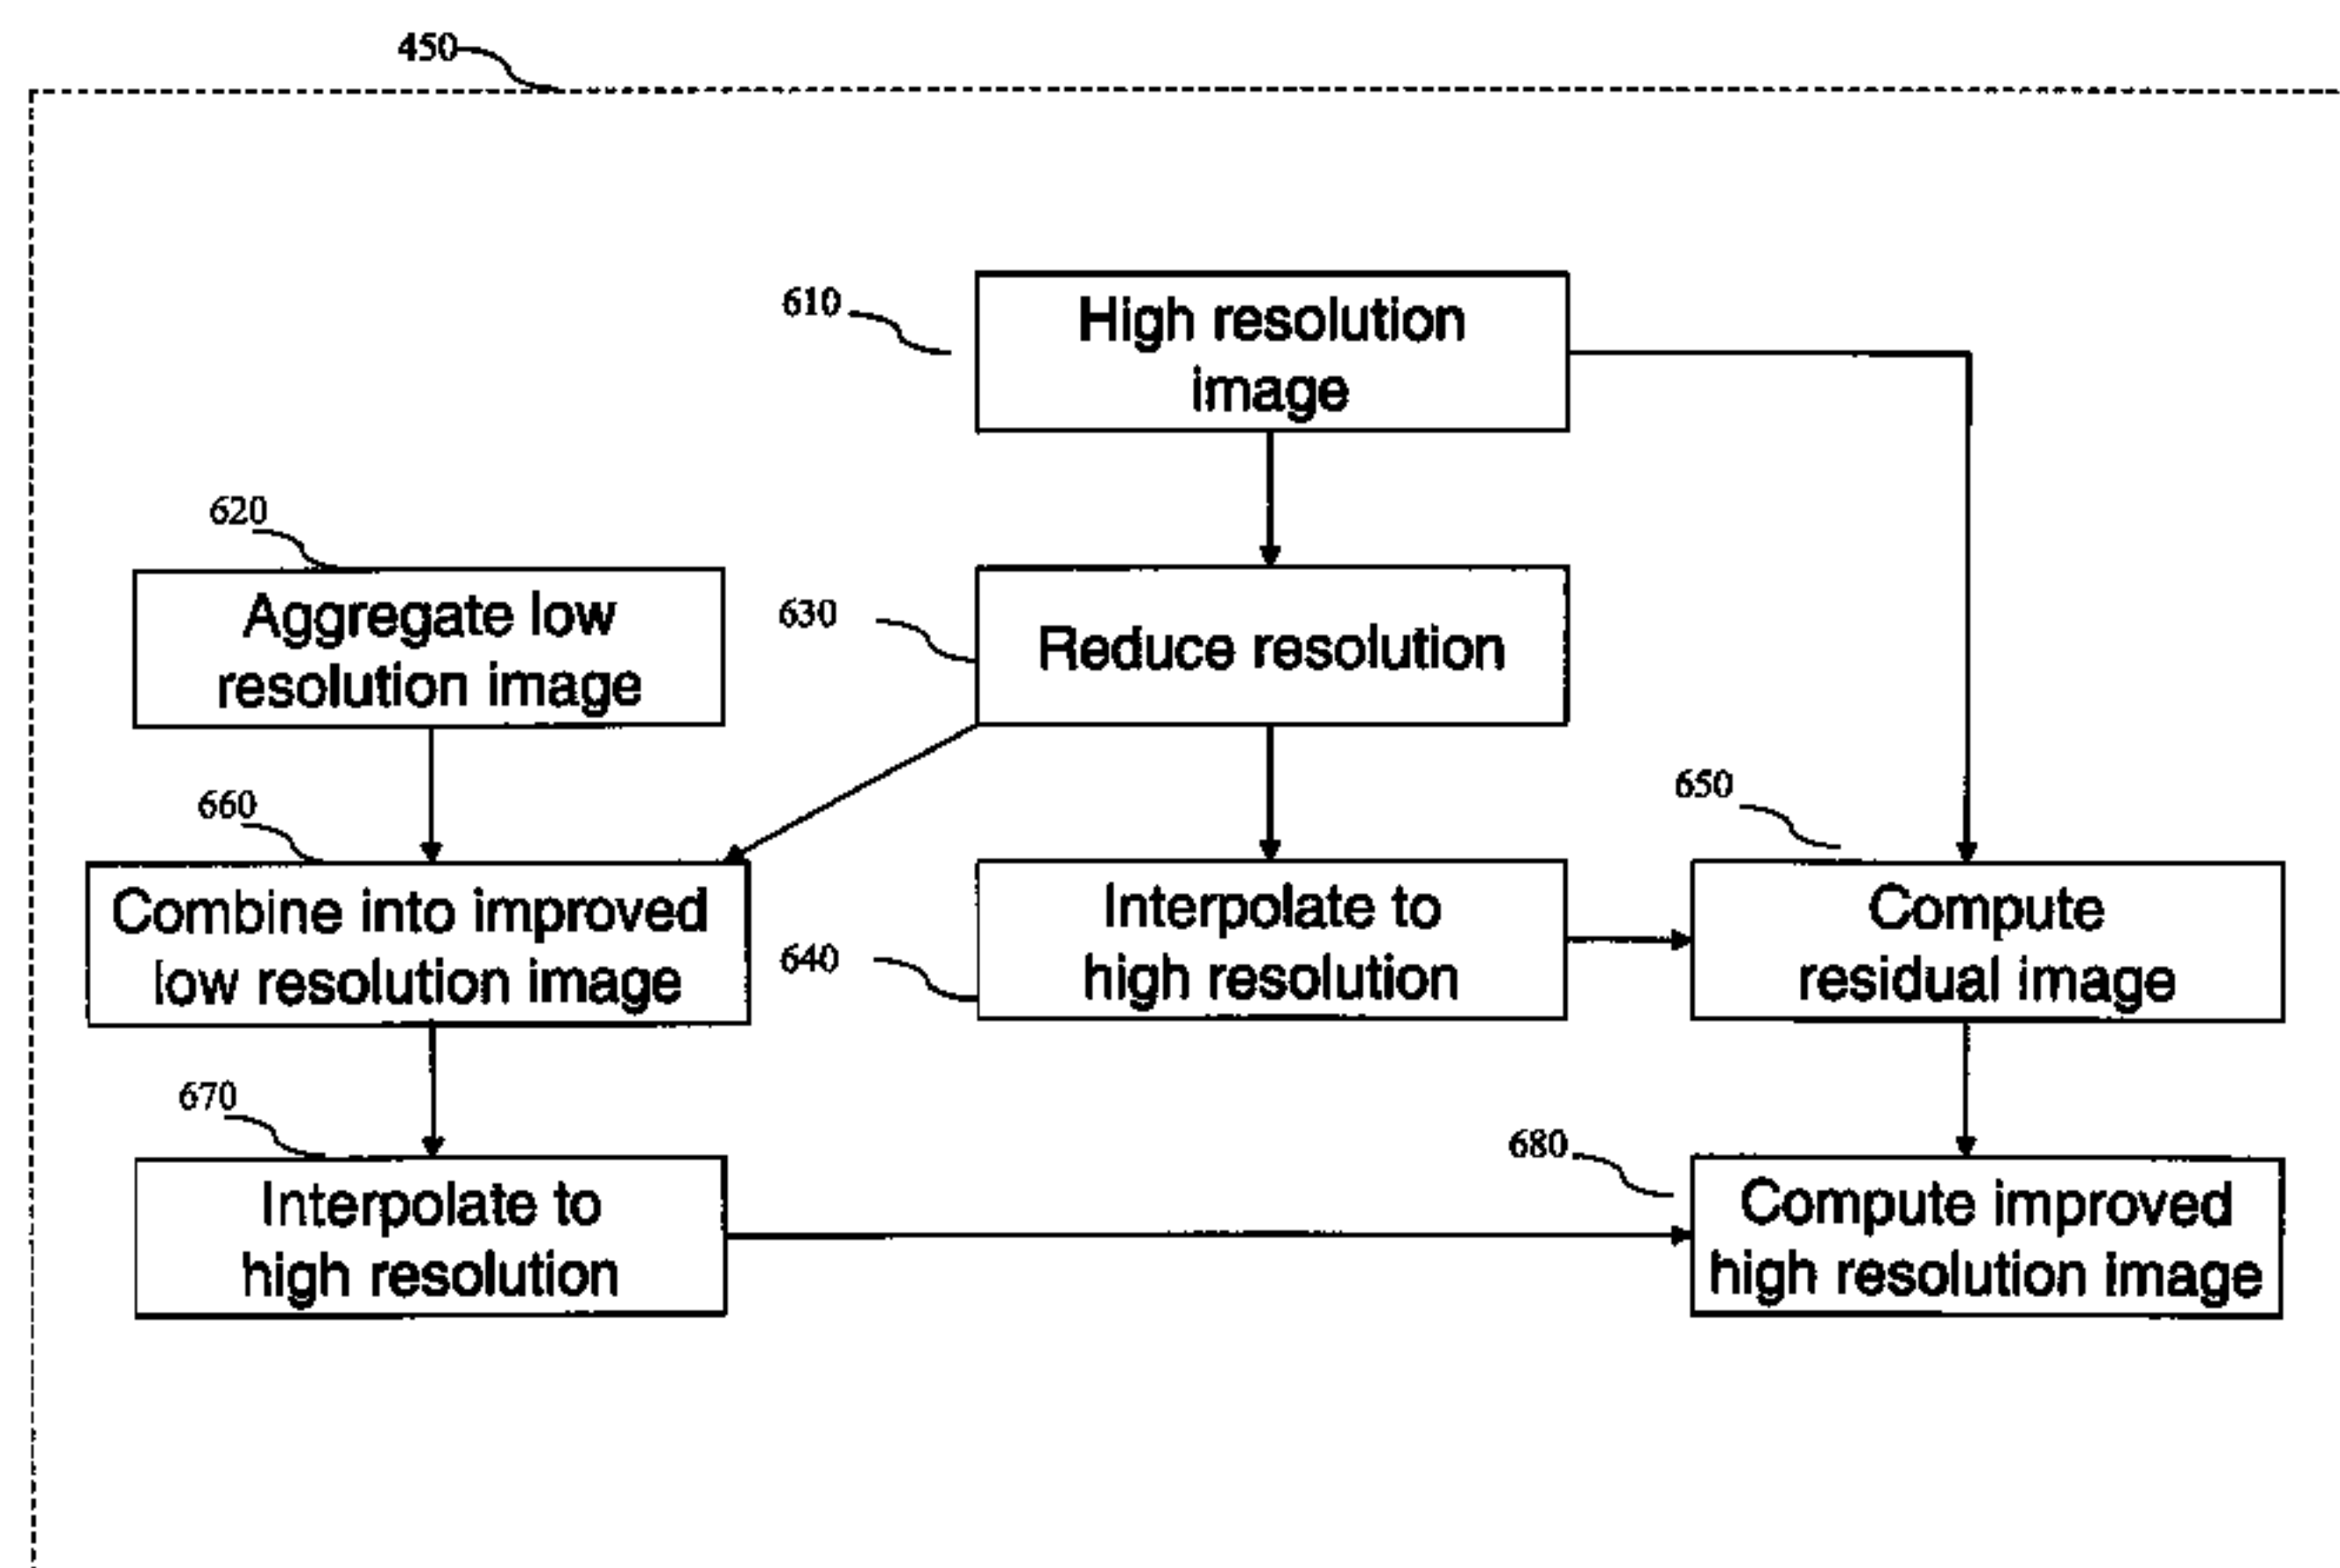 450
610
High resolution
image
620
Aggregate low
resolution image
630
Reduce resolution
660
Combine into improved
low resolution image
640
Interpolate to
high resolution
650
Compute
residual image
670
Interpolate to
high resolution
680
Compute improved
high resolution image